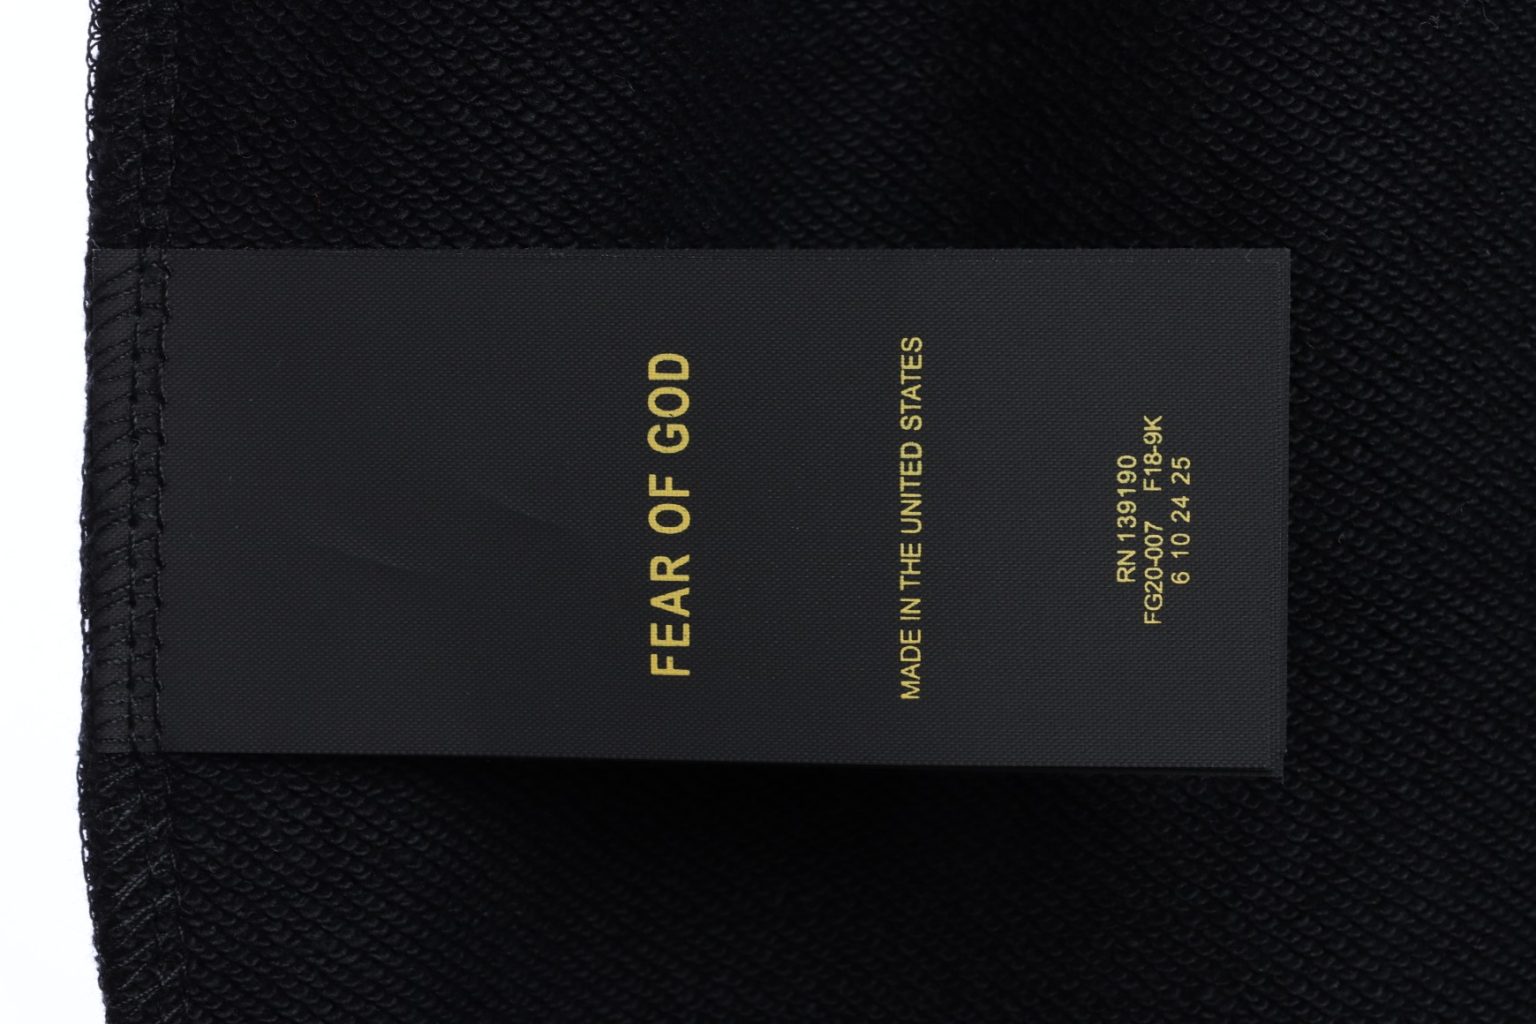 FEAR OF GOD
MADE IN THE UNITED STATES
RN 139190
FG20-007 F18-9K
6 10 24 25